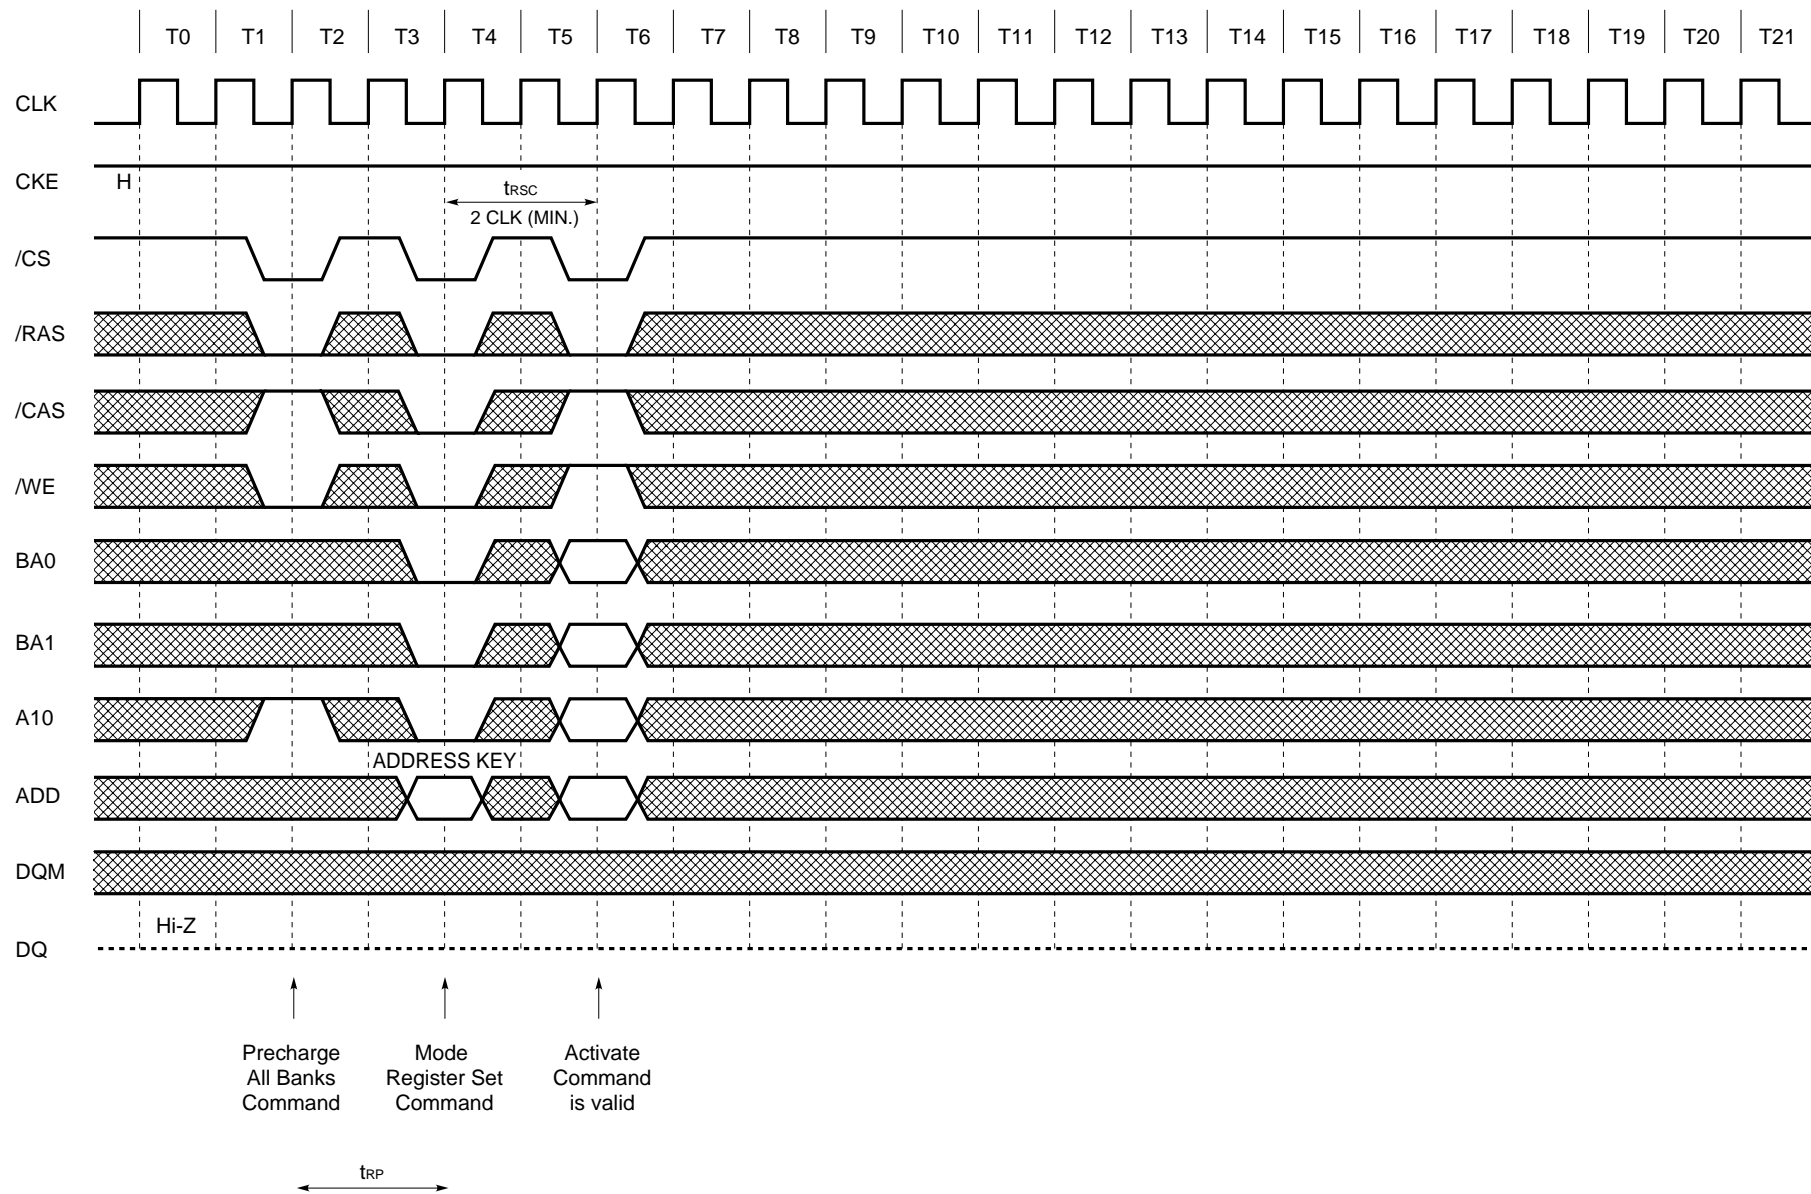 T0 T1 T2 T3 T4 T5 T6 T7 T8 T9 T10 T11 T12 T13 T14 T15 T16 T17 T18 T19 T20 T21
CLK
CKE H
tRSC
2 CLK (MIN.)
/CS
/RAS
/CAS
/WE
BA0
BA1
A10
ADDRESS KEY
ADD
DQM
Hi-Z
DQ
Precharge
All Banks
Command
Mode
Register Set
Command
Activate
Command
is valid
tRP